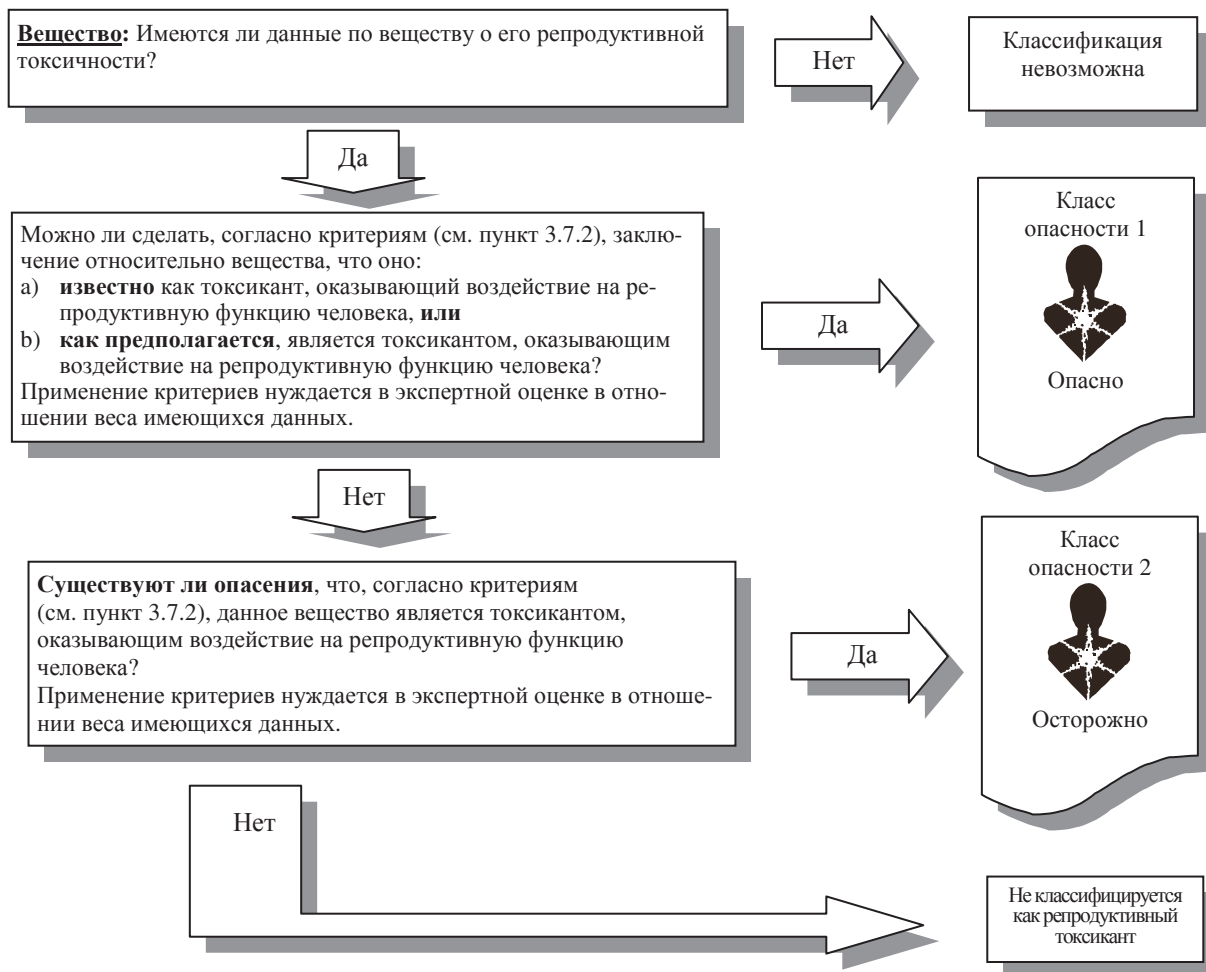 Вещество: Имеются ли данные по веществу о его репродуктивной
токсичности?
Нет
Классификация
невозможна
Да
Можно ли сделать, согласно критериям (см. пункт 3.7.2), заклю-
чение относительно вещества, что оно:
a) известно как токсикант, оказывающий воздействие на ре-
продуктивную функцию человека, или
b) как предполагается, является токсикантом, оказывающим
воздействие на репродуктивную функцию человека?
Применение критериев нуждается в экспертной оценке в отно-
шении веса имеющихся данных.
Да
Класс
опасности 1
Опасно
Нет
Существуют ли опасения, что, согласно критериям
(см. пункт 3.7.2), данное вещество является токсикантом,
оказывающим воздействие на репродуктивную функцию
человека?
Применение критериев нуждается в экспертной оценке в отноше-
нии веса имеющихся данных.
Да
Класс
опасности 2
Осторожно
Нет
Не классифицируется
как репродуктивный
токсикант